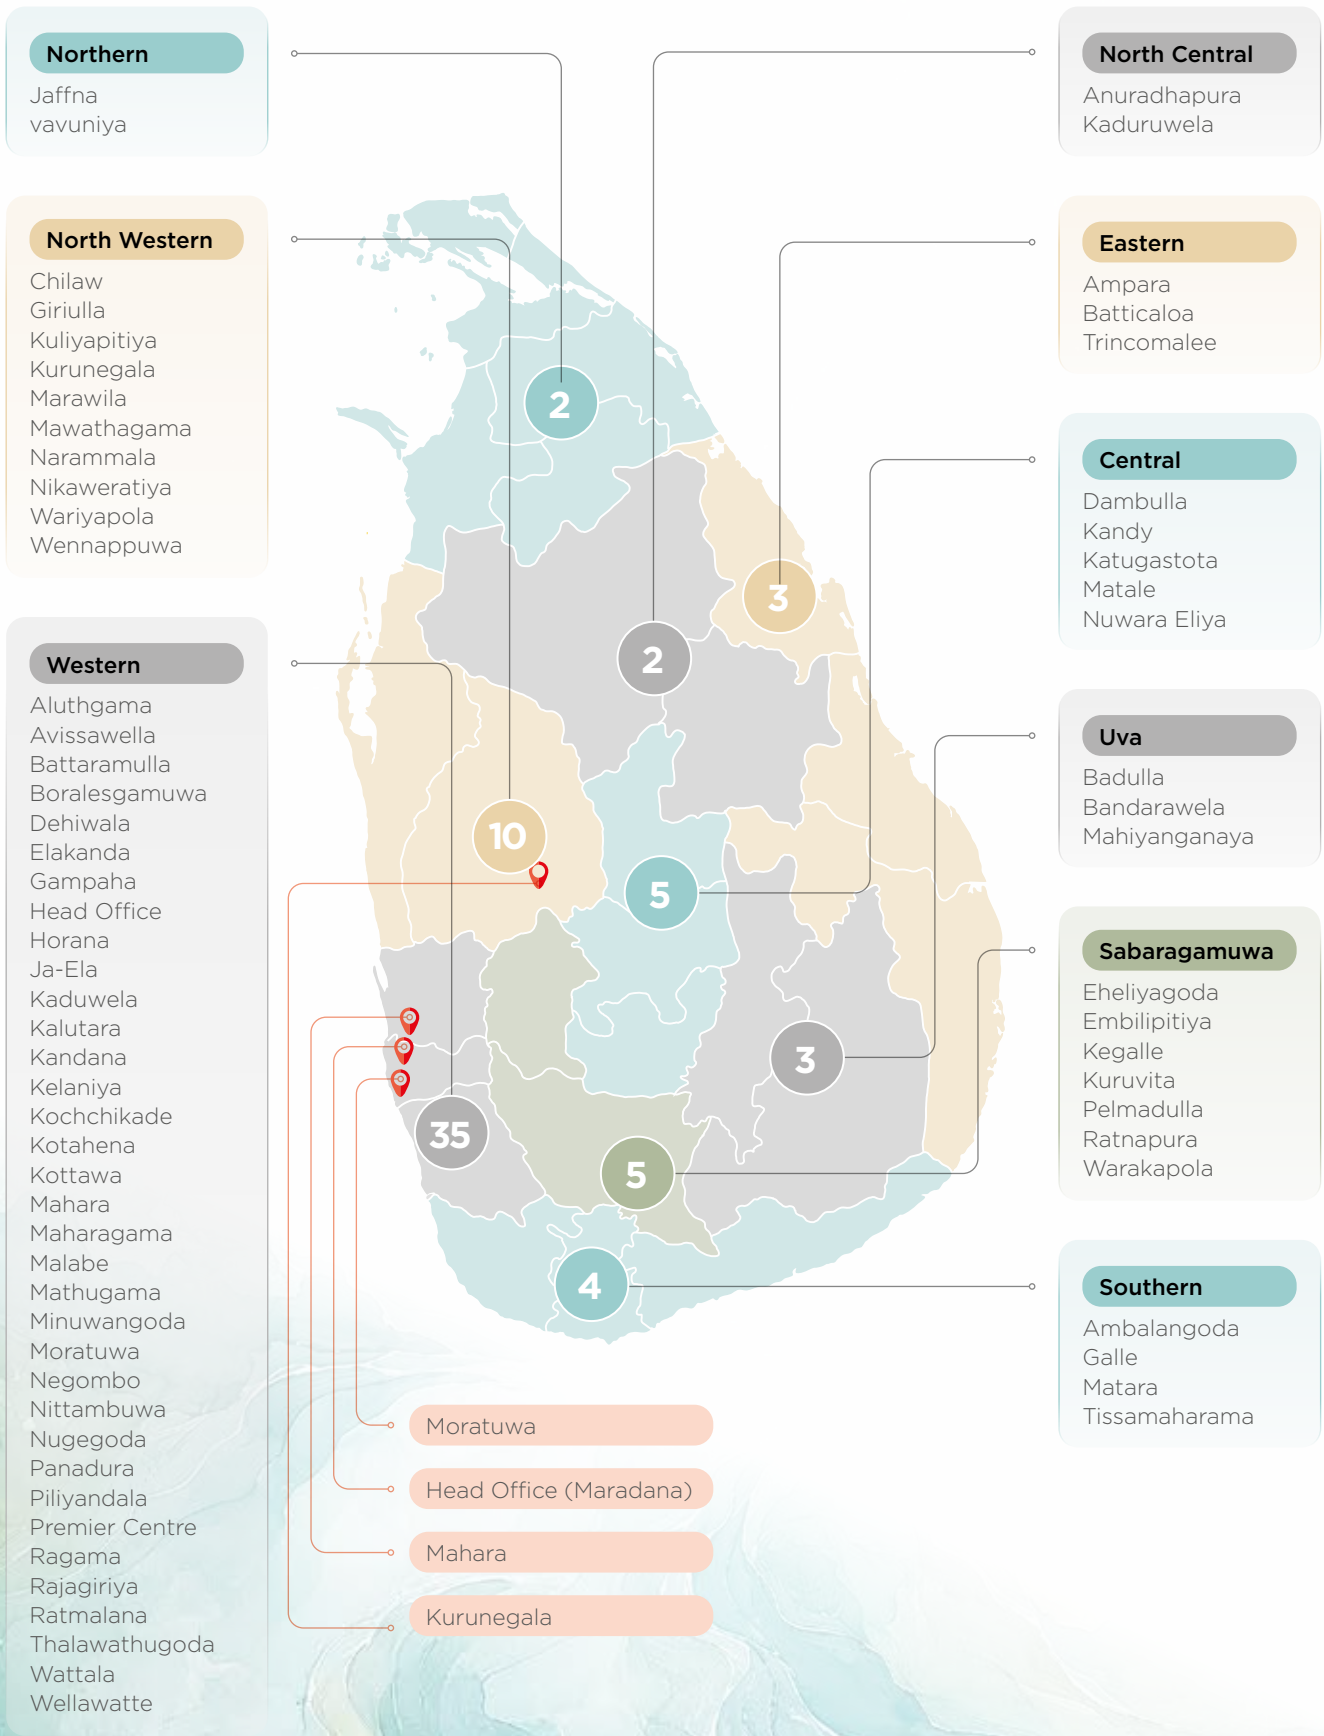 Northern
Jaffna
vavuniya
North Western
Chilaw
Giriulla
Kuliyapitiya
Kurunegala
Marawila
Mawathagama
Narammala
Nikaweratiya
Wariyapola
Wennappuwa
Western
Aluthgama
Avissawella
Battaramulla
Boralesgamuwa
Dehiwala
Elakanda
Gampaha
Head Office
Horana
Ja-Ela
Kaduwela
Kalutara
Kandana
Kelaniya
Kochchikade
Kotahena
Kottawa
Mahara
Maharagama
Malabe
Mathugama
Minuwangoda
Moratuwa
Negombo
Nittambuwa
Nugegoda
Panadura
Piliyandala
Premier Centre
Ragama
Rajagiriya
Ratmalana
Thalawathugoda
Wattala
Wellawatte
2
3
2
10
5
3
35
5
4
Moratuwa
Head Office (Maradana)
Mahara
Kurunegala
North Central
Anuradhapura
Kaduruwela
Eastern
Ampara
Batticaloa
Trincomalee
Central
Dambulla
Kandy
Katugastota
Matale
Nuwara Eliya
Uva
Badulla
Bandarawela
Mahiyanganaya
Sabaragamuwa
Eheliyagoda
Embilipitiya
Kegalle
Kuruvita
Pelmadulla
Ratnapura
Warakapola
Southern
Ambalangoda
Galle
Matara
Tissamaharama